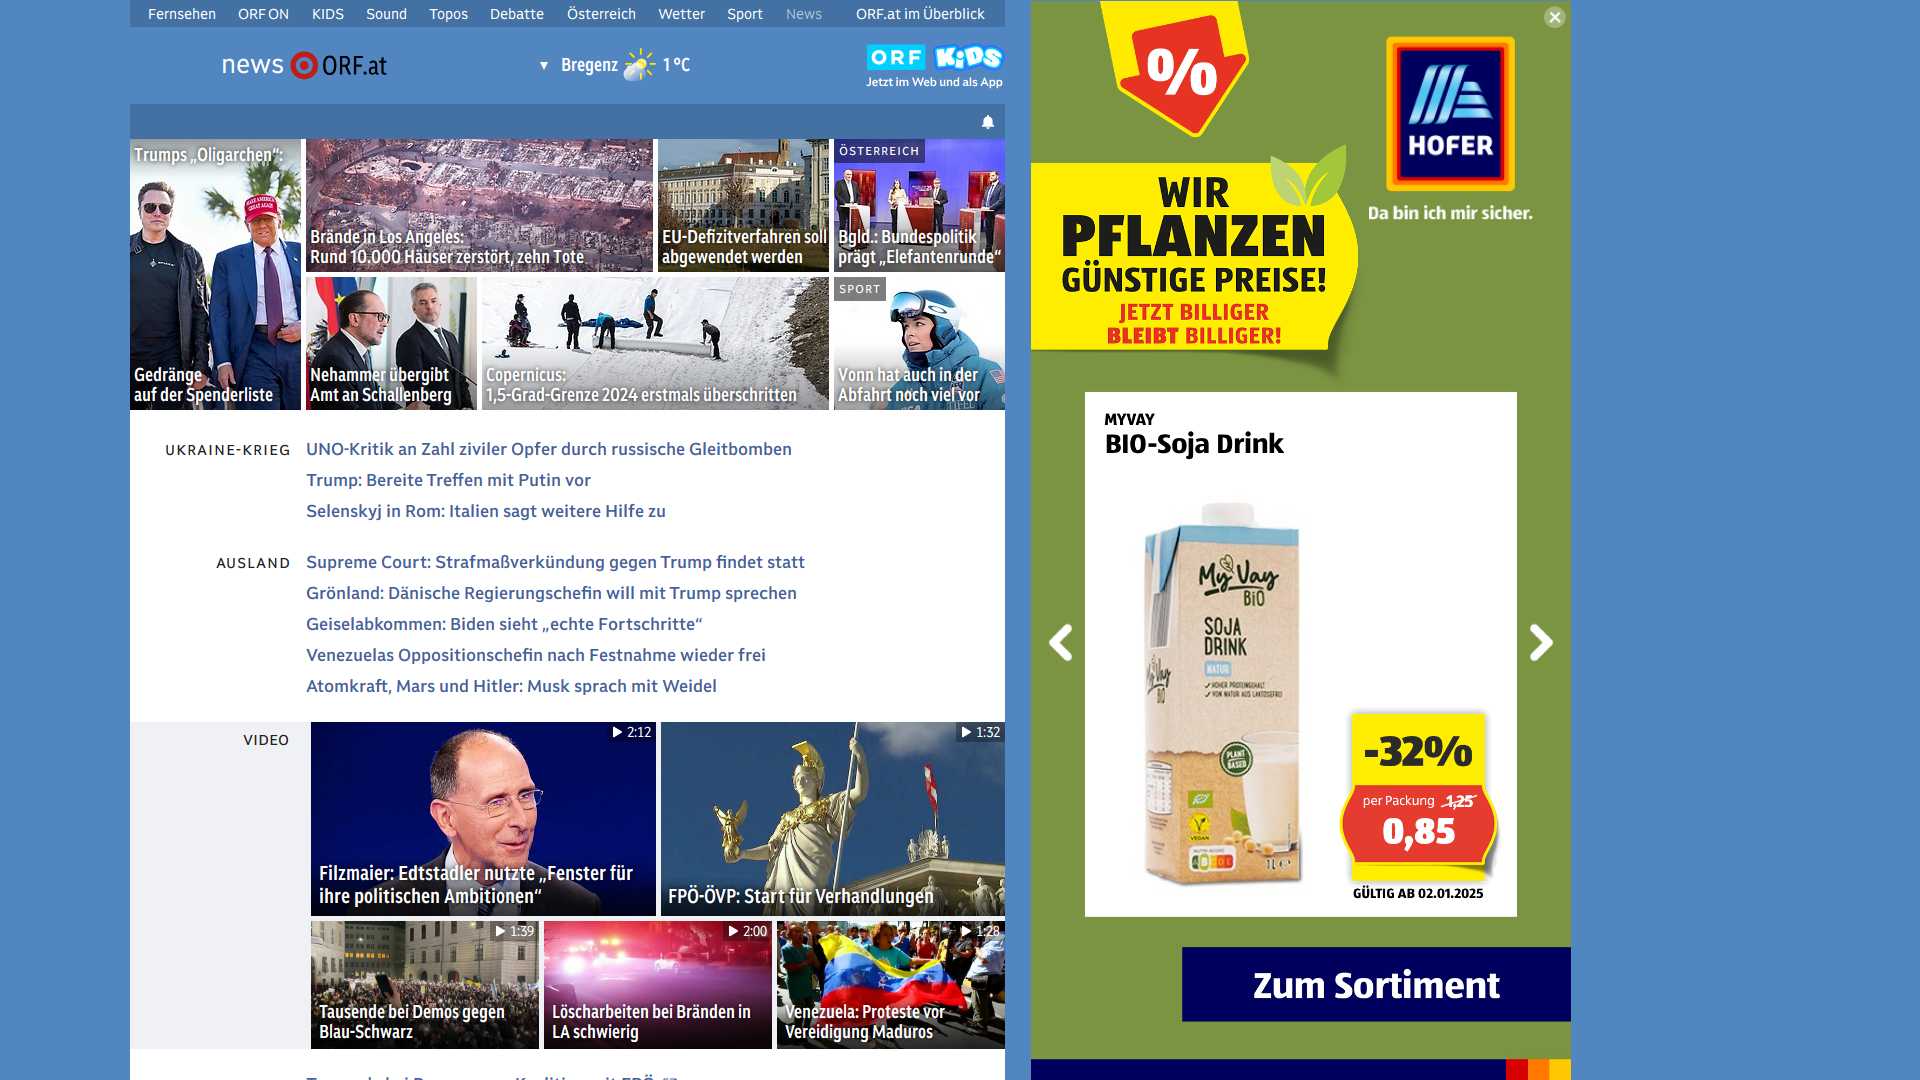 Fernsehen ORF ON KIDS Sound Topos Debatte Österreich Wetter Sport News ORF.at im Überblick
news ORF.at
Bregenz 1 °C
ORF KiDS
Jetzt im Web und als App
Trumps „Oligarchen“:
Gedränge
auf der Spenderliste
Brände in Los Angeles:
Rund 10.000 Häuser zerstört, zehn Tote
EU-Defizitverfahren soll
abgewendet werden
ÖSTERREICH
Bgld.: Bundespolitik
prägt „Elefantenrunde“
Nehammer übergibt
Amt an Schallenberg
Copernicus:
1,5-Grad-Grenze 2024 erstmals überschritten
SPORT
Vonn hat auch in der
Abfahrt noch viel vor
UKRAINE-KRIEG
UNO-Kritik an Zahl ziviler Opfer durch russische Gleitbomben
Trump: Bereite Treffen mit Putin vor
Selenskyj in Rom: Italien sagt weitere Hilfe zu
AUSLAND
Supreme Court: Strafmaßverkündung gegen Trump findet statt
Grönland: Dänische Regierungschefin will mit Trump sprechen
Geiselabkommen: Biden sieht „echte Fortschritte“
Venezuelas Oppositionschefin nach Festnahme wieder frei
Atomkraft, Mars und Hitler: Musk sprach mit Weidel
VIDEO
2:12
Filzmaier: Edtstadler nutzte „Fenster für
ihre politischen Ambitionen“
1:32
FPÖ-ÖVP: Start für Verhandlungen
1:39
Tausende bei Demos gegen
Blau-Schwarz
2:00
Löscharbeiten bei Bränden in
LA schwierig
1:28
Venezuela: Proteste vor
Vereidigung Maduros
%
HOFER
Da bin ich mir sicher.
WIR
PFLANZEN
GÜNSTIGE PREISE!
JETZT BILLIGER
BLEIBT BILLIGER!
MYVAY
BIO-Soja Drink
My Vay
BiO
SOJA
DRINK
NATUR
HOHER PROTEINGEHALT
VON NATUR AUS LAKTOSEFREI
PLANT
BASED
VEGAN
1L e
-32%
per Packung 1,25
0,85
GÜLTIG AB 02.01.2025
Zum Sortiment